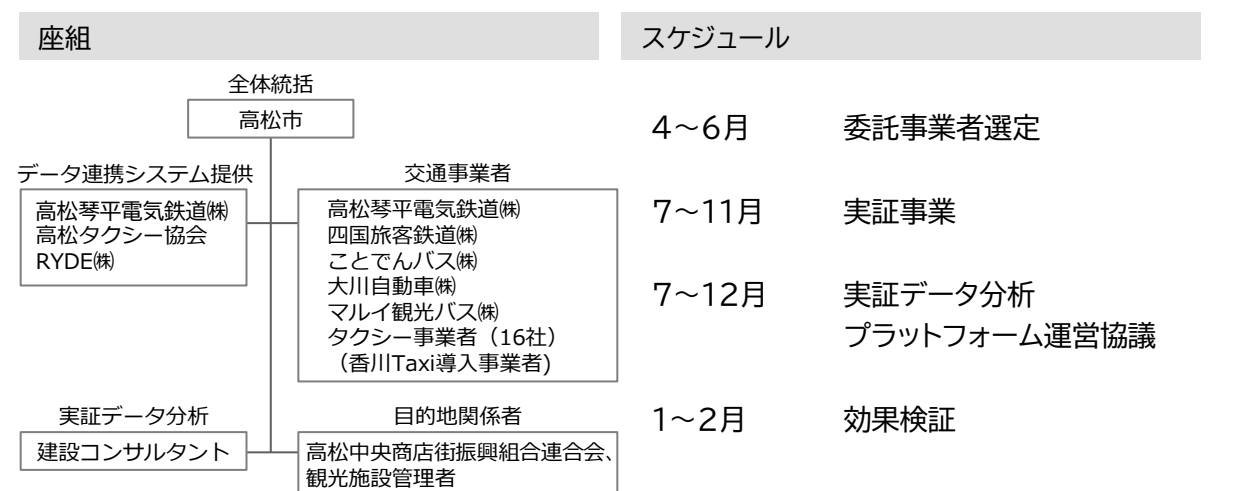 座組
全体統括
高松市
データ連携システム提供
高松琴平電気鉄道㈱
高松タクシー協会
RYDE㈱
交通事業者
高松琴平電気鉄道㈱
四国旅客鉄道㈱
ことでんバス㈱
大川自動車㈱
マルイ観光バス㈱
タクシー事業者（16社）
（香川Taxi導入事業者)
実証データ分析
建設コンサルタント
目的地関係者
高松中央商店街振興組合連合会、
観光施設管理者
スケジュール
4～6月 委託事業者選定
7～11月 実証事業
7～12月 実証データ分析
プラットフォーム運営協議
1～2月 効果検証